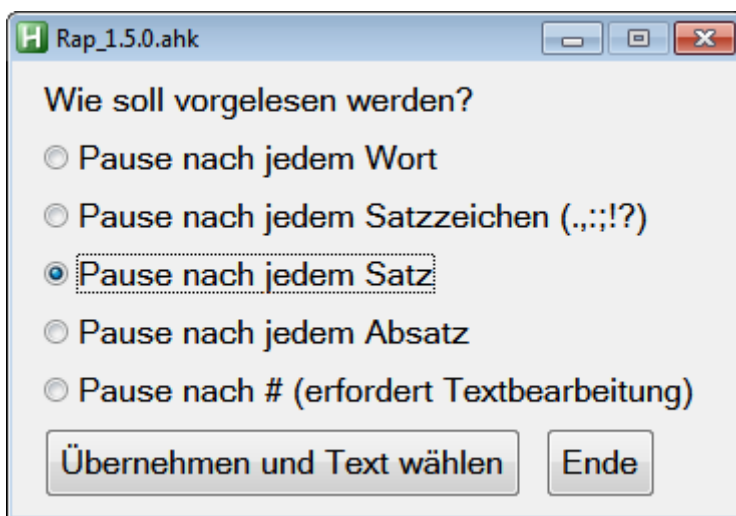 Rap_1.5.0.ahk
Wie soll vorgelesen werden?
Pause nach jedem Wort
Pause nach jedem Satzzeichen (.,:;!?)
Pause nach jedem Satz
Pause nach jedem Absatz
Pause nach # (erfordert Textbearbeitung)
Übernehmen und Text wählen Ende